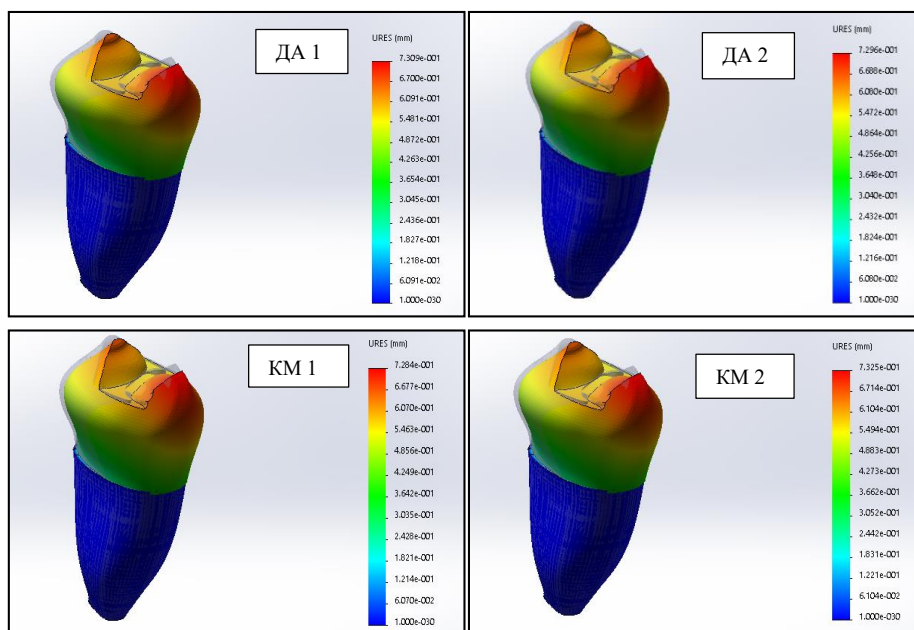 URES (mm)
ДА 1
7.309e-001
6.700e-001
6.091e-001
5.481e-001
4.872e-001
4.263e-001
3.654e-001
3.045e-001
2.436e-001
1.827e-001
1.218e-001
6.091e-002
1.000e-030
URES (mm)
ДА 2
7.296e-001
6.688e-001
6.080e-001
5.472e-001
4.864e-001
4.256e-001
3.648e-001
3.040e-001
2.432e-001
1.824e-001
1.216e-001
6.080e-002
1.000e-030
URES (mm)
КМ 1
7.284e-001
6.677e-001
6.070e-001
5.463e-001
4.856e-001
4.249e-001
3.642e-001
3.035e-001
2.428e-001
1.821e-001
1.214e-001
6.070e-002
1.000e-030
URES (mm)
КМ 2
7.325e-001
6.714e-001
6.104e-001
5.494e-001
4.883e-001
4.273e-001
3.662e-001
3.052e-001
2.442e-001
1.831e-001
1.221e-001
6.104e-002
1.000e-030